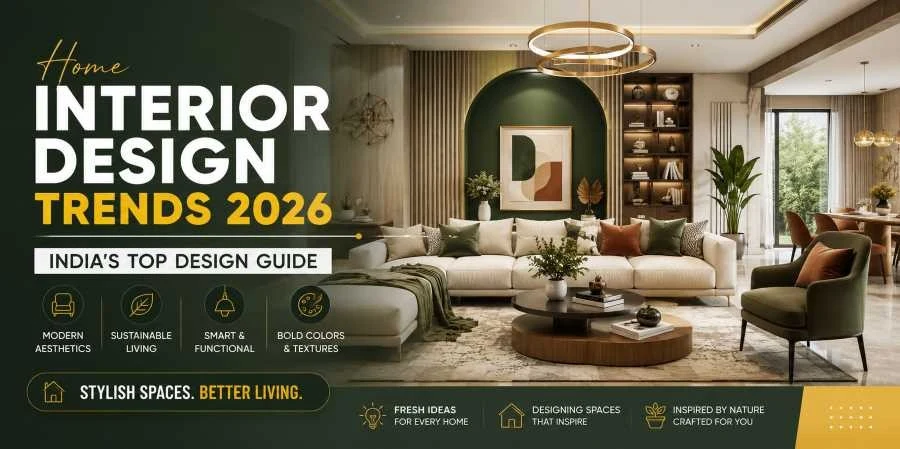 Home
INTERIOR
DESIGN
TRENDS 2026
INDIA'S TOP DESIGN GUIDE
MODERN
AESTHETICS
SUSTAINABLE
LIVING
SMART &
FUNCTIONAL
BOLD COLORS
& TEXTURES
STYLISH SPACES. BETTER LIVING.
FRESH IDEAS
FOR EVERY HOME
DESIGNING SPACES
THAT INSPIRE
INSPIRED BY NATURE
CRAFTED FOR YOU